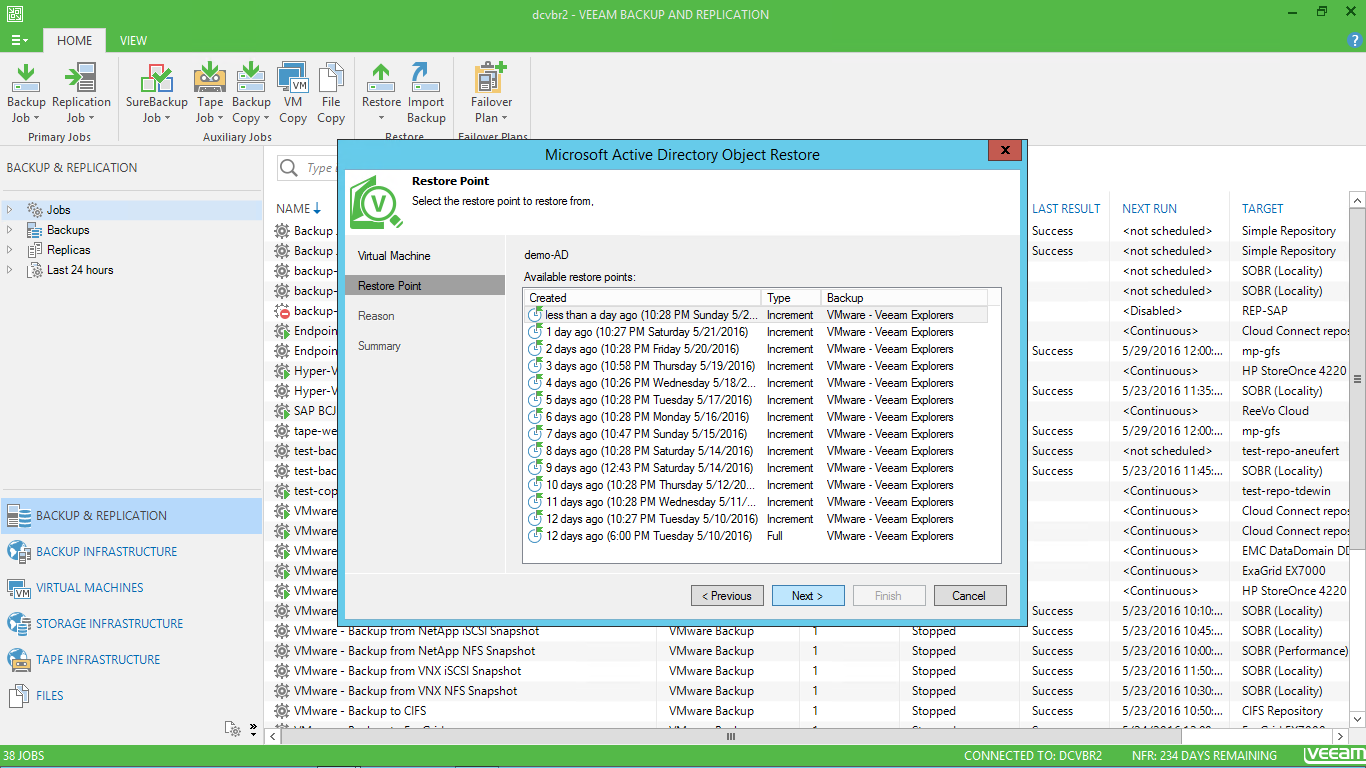 dcvbr2 - VEEAM BACKUP AND REPLICATION
HOME VIEW
Backup Job
Replication Job
SureBackup Job
Tape Job
Backup Copy
VM Copy
File Copy
Restore
Import Backup
Failover Plan
Primary Jobs
Auxiliary Jobs
Restore
Failover Plans
BACKUP & REPLICATION
Jobs
Backups
Replicas
Last 24 hours
BACKUP & REPLICATION
BACKUP INFRASTRUCTURE
VIRTUAL MACHINES
STORAGE INFRASTRUCTURE
TAPE INFRASTRUCTURE
FILES
Type
Microsoft Active Directory Object Restore
x
Restore Point
Select the restore point to restore from,
Virtual Machine
Restore Point
Reason
Summary
demo-AD
Available restore points:
Created Type Backup
less than a day ago (10:28 PM Sunday 5/2... Increment VMware - Veeam Explorers
1 day ago (10:27 PM Saturday 5/21/2016) Increment VMware - Veeam Explorers
2 days ago (10:28 PM Friday 5/20/2016) Increment VMware - Veeam Explorers
3 days ago (10:58 PM Thursday 5/19/2016) Increment VMware - Veeam Explorers
4 days ago (10:26 PM Wednesday 5/18/2... Increment VMware - Veeam Explorers
5 days ago (10:28 PM Tuesday 5/17/2016) Increment VMware - Veeam Explorers
6 days ago (10:28 PM Monday 5/16/2016) Increment VMware - Veeam Explorers
7 days ago (10:47 PM Sunday 5/15/2016) Increment VMware - Veeam Explorers
8 days ago (10:28 PM Saturday 5/14/2016) Increment VMware - Veeam Explorers
9 days ago (12:43 PM Saturday 5/14/2016) Increment VMware - Veeam Explorers
10 days ago (10:28 PM Thursday 5/12/20... Increment VMware - Veeam Explorers
11 days ago (10:28 PM Wednesday 5/11/... Increment VMware - Veeam Explorers
12 days ago (10:27 PM Tuesday 5/10/2016) Increment VMware - Veeam Explorers
12 days ago (6:00 PM Tuesday 5/10/2016) Full VMware - Veeam Explorers
< Previous Next > Finish Cancel
NAME LAST RESULT NEXT RUN TARGET
Backup Success <not scheduled> Simple Repository
Backup Success <not scheduled> Simple Repository
backup- <not scheduled> SOBR (Locality)
backup- <not scheduled> SOBR (Locality)
backup- <Disabled> REP-SAP
Endpoin <Continuous> Cloud Connect repos
Endpoin Success 5/29/2016 12:00:... mp-gfs
Hyper-V <Continuous> HP StoreOnce 4220
Hyper-V Success 5/23/2016 11:35:... SOBR (Locality)
SAP BCJ <Continuous> ReeVo Cloud
tape-we Success 5/29/2016 12:00:... mp-gfs
test-bac Success <not scheduled> test-repo-aneufert
test-bac Success 5/23/2016 11:45:... SOBR (Locality)
test-cop <Continuous> test-repo-tdewin
VMware <Continuous> Cloud Connect repos
VMware <Continuous> Cloud Connect repos
VMware <Continuous> EMC DataDomain DD
VMware <Continuous> ExaGrid EX7000
VMware <Continuous> HP StoreOnce 4220
VMware Success 5/23/2016 10:10:... SOBR (Locality)
VMware - Backup from NetApp iSCSI Snapshot VMware Backup 1 Stopped Success 5/23/2016 10:45:... SOBR (Locality)
VMware - Backup from NetApp NFS Snapshot VMware Backup 1 Stopped Success 5/23/2016 10:00:... SOBR (Performance)
VMware - Backup from VNX iSCSI Snapshot VMware Backup 1 Stopped Success 5/23/2016 11:50:... SOBR (Locality)
VMware - Backup from VNX NFS Snapshot VMware Backup 1 Stopped Success 5/23/2016 10:30:... SOBR (Locality)
VMware - Backup to CIFS VMware Backup 1 Stopped Success 5/23/2016 10:50:... CIFS Repository
38 JOBS CONNECTED TO: DCVBR2 NFR: 234 DAYS REMAINING veeam